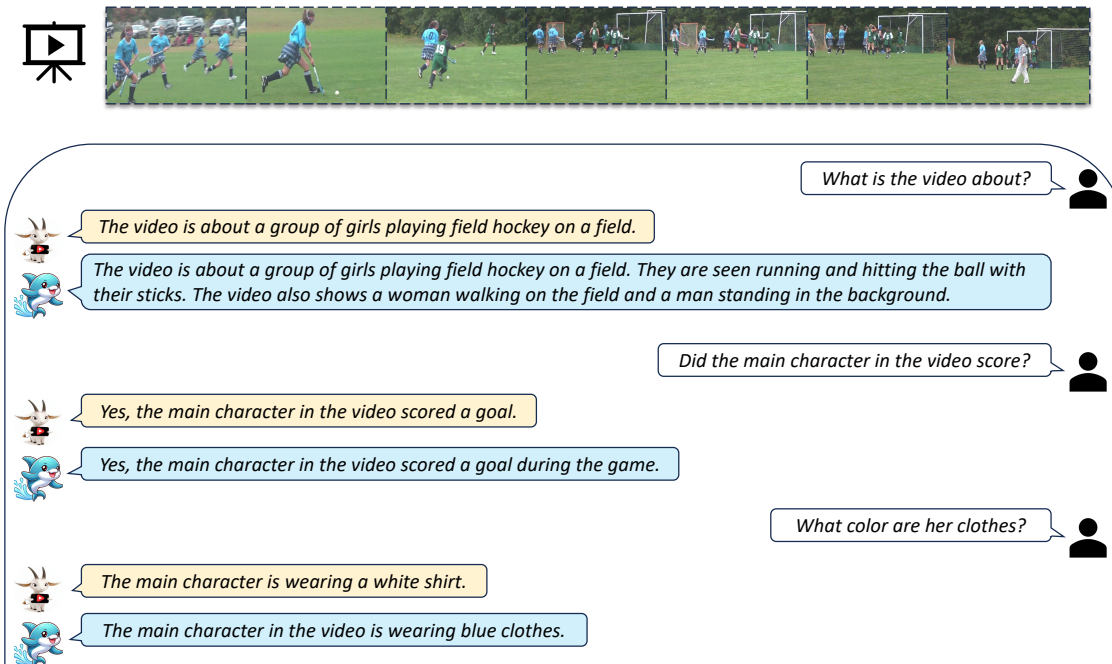 What is the video about?
The video is about a group of girls playing field hockey on a field.
The video is about a group of girls playing field hockey on a field. They are seen running and hitting the ball with
their sticks. The video also shows a woman walking on the field and a man standing in the background.
Did the main character in the video score?
Yes, the main character in the video scored a goal.
Yes, the main character in the video scored a goal during the game.
What color are her clothes?
The main character is wearing a white shirt.
The main character in the video is wearing blue clothes.